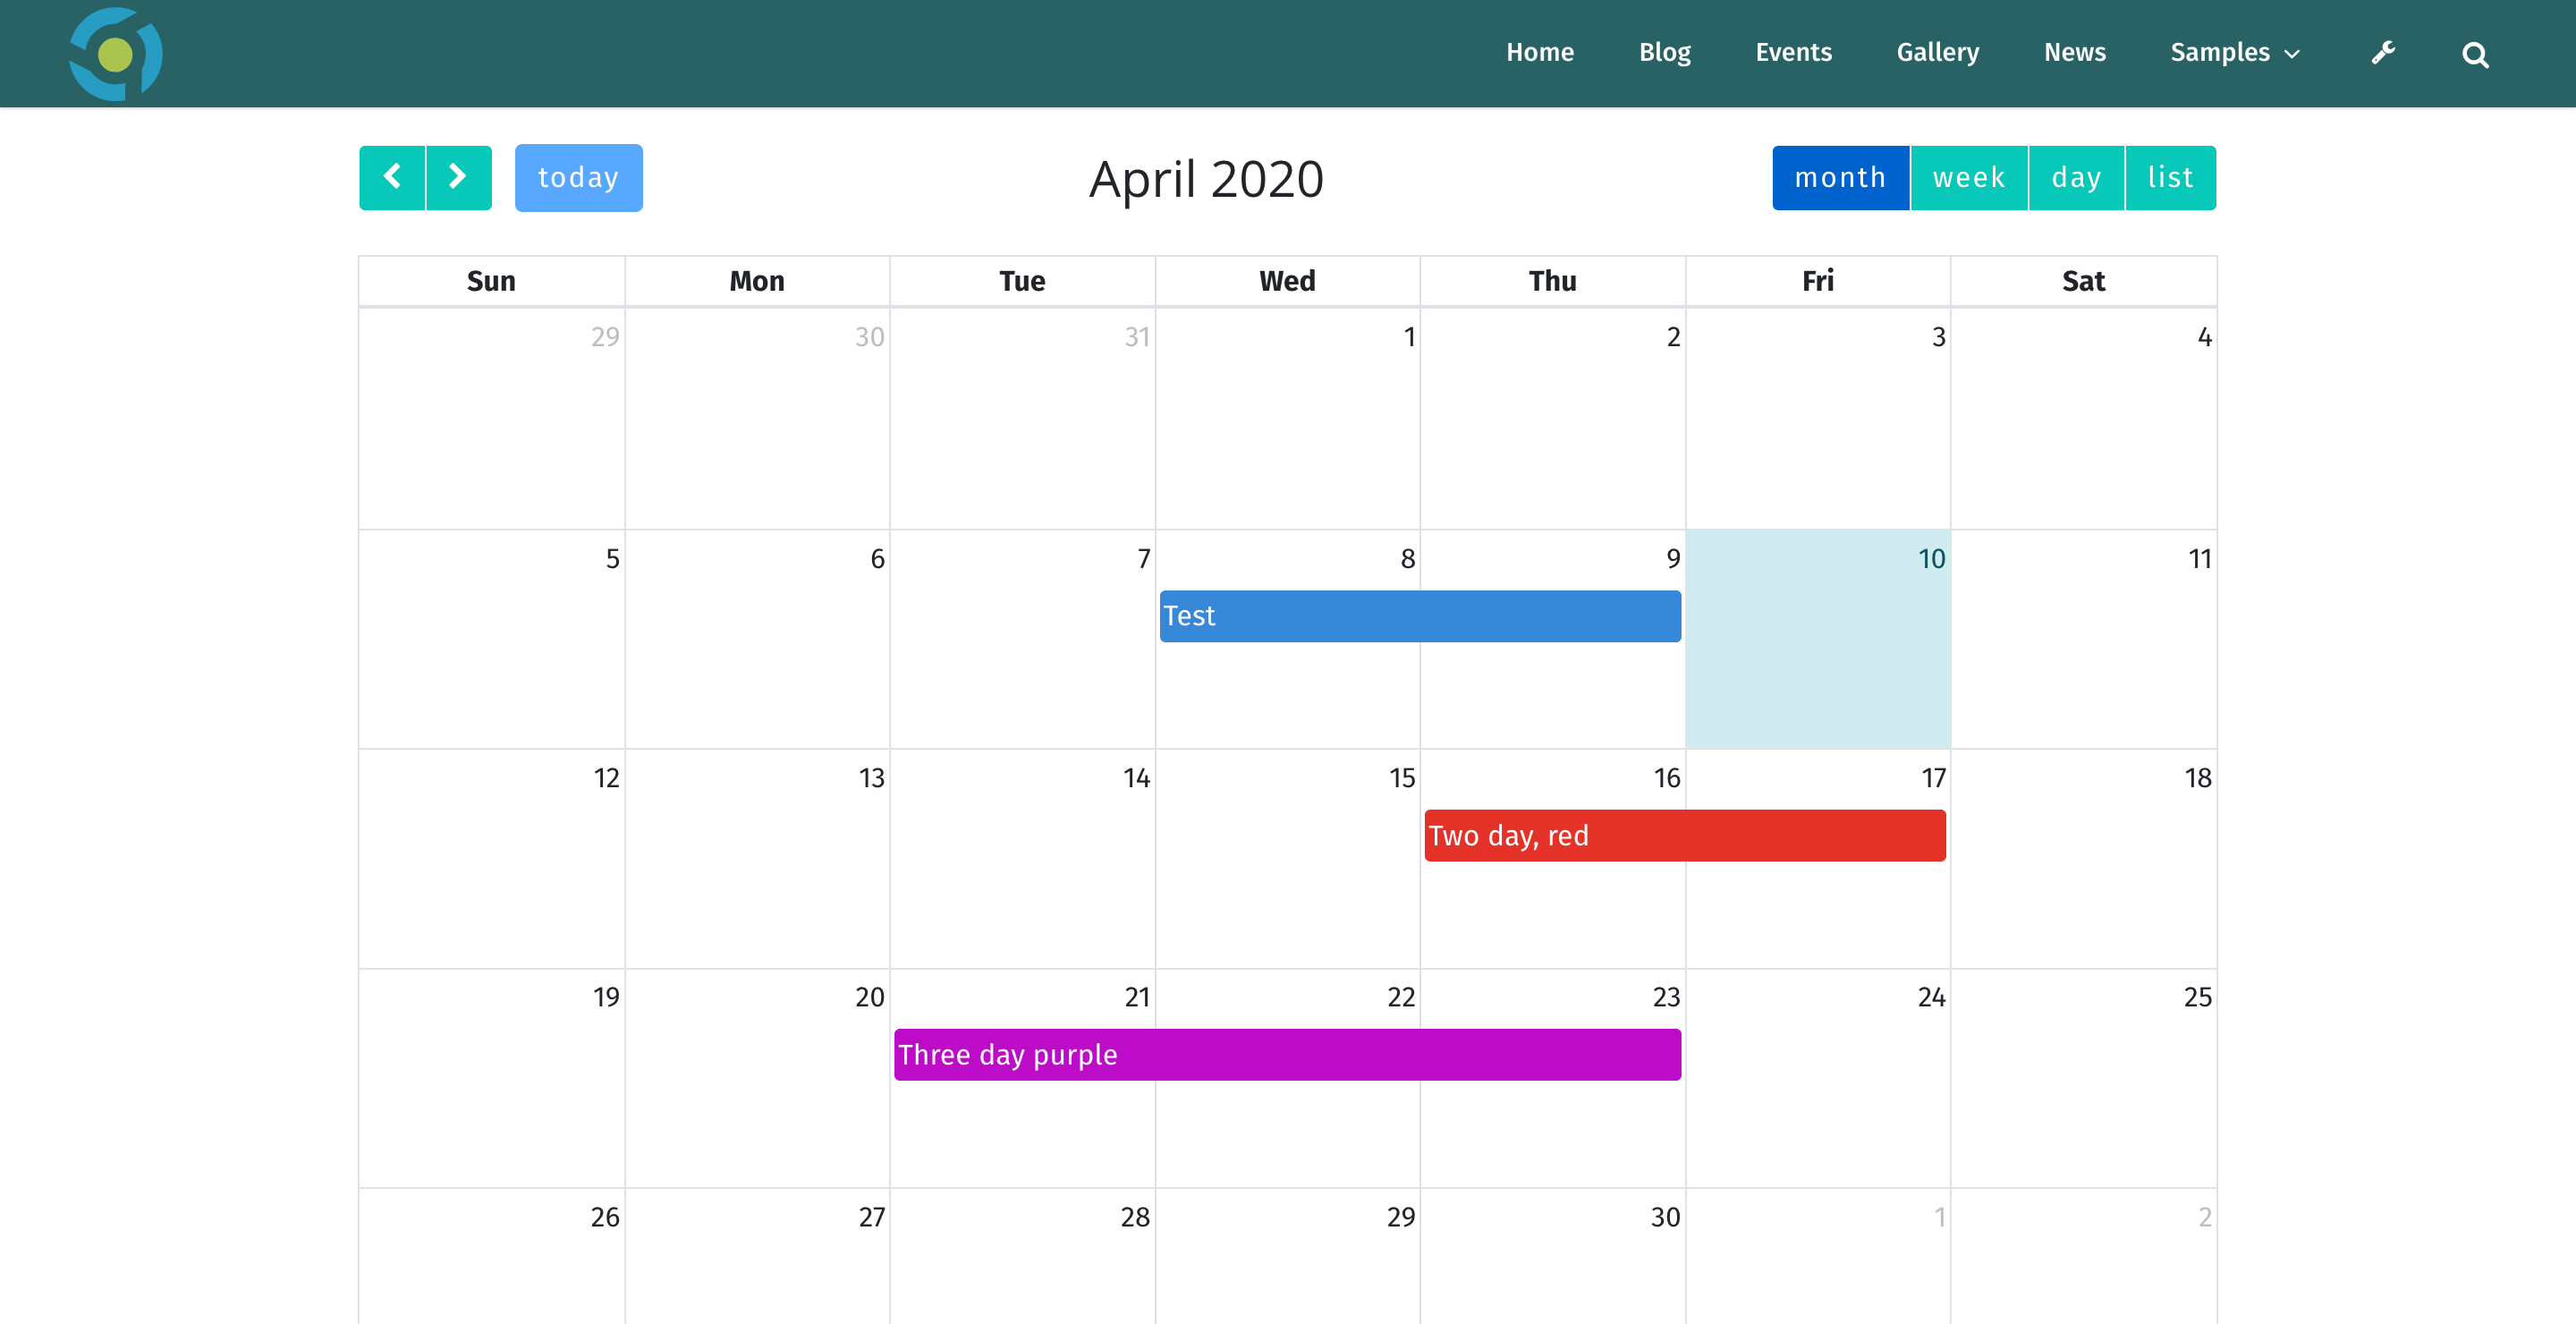 Home Blog Events Gallery News Samples
today April 2020 month week day list
Sun Mon Tue Wed Thu Fri Sat
29 30 31 1 2 3 4
5 6 7 8 9 10 11
Test
12 13 14 15 16 17 18
Two day, red
19 20 21 22 23 24 25
Three day purple
26 27 28 29 30 1 2